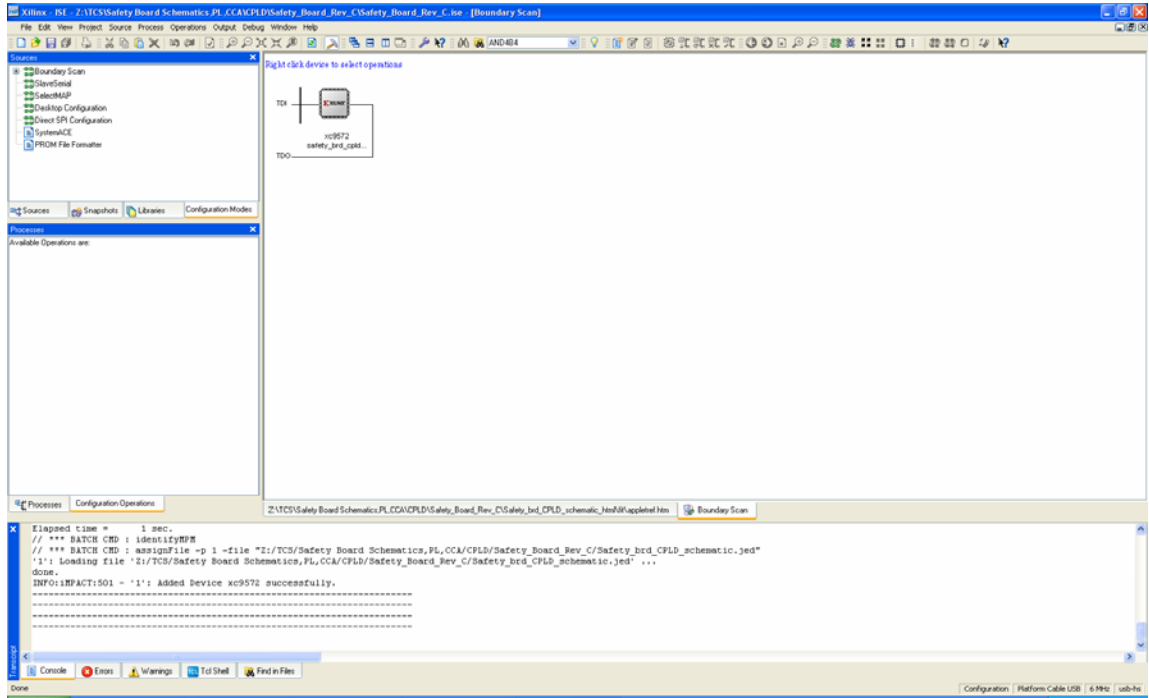 Xilinx - ISE - Z:\TCS\Safety Board Schematics,PL,CCA\CPLD\Safety_Board_Rev_C\Safety_Board_Rev_C.ise - [Boundary Scan]
File Edit View Project Source Process Operations Output Debug Window Help
AND4B4
Sources
Boundary Scan
SlaveSerial
SelectMAP
Desktop Configuration
Direct SPI Configuration
SystemACE
PROM File Formatter
Sources Snapshots Libraries Configuration Modes
Processes
Available Operations are:
Processes Configuration Operations
Right click device to select operations
TDI
XILINX
xc9572
safety_brd_cpld...
TDO
Z:\TCS\Safety Board Schematics,PL,CCA\CPLD\Safety_Board_Rev_C\Safety_brd_CPLD_schematic_html\fit\appletref.htm Boundary Scan
Elapsed time = 1 sec.
// *** BATCH CMD : identifyMPM
// *** BATCH CMD : assignFile -p 1 -file "Z:/TCS/Safety Board Schematics,PL,CCA/CPLD/Safety_Board_Rev_C/Safety_brd_CPLD_schematic.jed"
'1': Loading file 'Z:/TCS/Safety Board Schematics,PL,CCA/CPLD/Safety_Board_Rev_C/Safety_brd_CPLD_schematic.jed' ...
done.
INFO:iMPACT:501 - '1': Added Device xc9572 successfully.
----------------------------------------------------------------------
----------------------------------------------------------------------
----------------------------------------------------------------------
----------------------------------------------------------------------
Transcript
Console Errors Warnings Tcl Shell Find in Files
Done
Configuration Platform Cable USB 6 MHz usb-hs